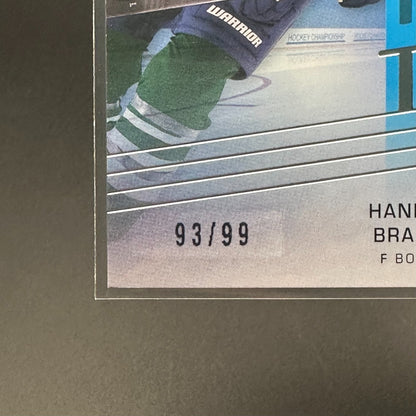 WARRIOR
HOCKEY CHAMPIONSHIP
93/99
HAN
BRA
F BO